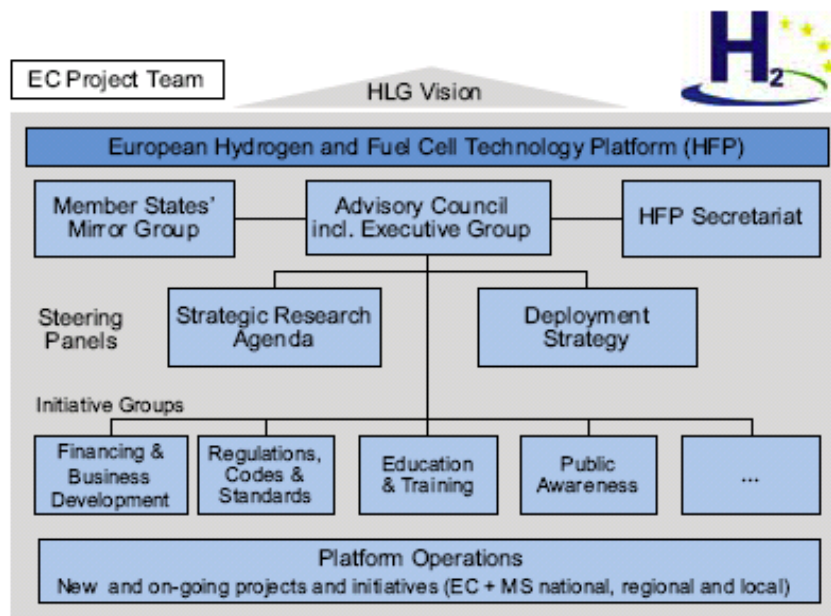 H2
EC Project Team
HLG Vision
European Hydrogen and Fuel Cell Technology Platform (HFP)
Member States'
Mirror Group
Advisory Council
incl. Executive Group
HFP Secretariat
Steering
Panels
Strategic Research
Agenda
Deployment
Strategy
Initiative Groups
Financing &
Business
Development
Regulations,
Codes &
Standards
Education
& Training
Public
Awareness
...
Platform Operations
New and on-going projects and initiatives (EC + MS national, regional and local)